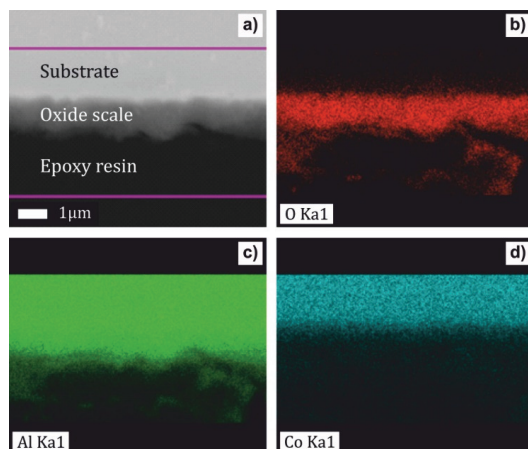 a)
Substrate
Oxide scale
Epoxy resin
1µm
b)
O Ka1
c)
Al Ka1
d)
Co Ka1